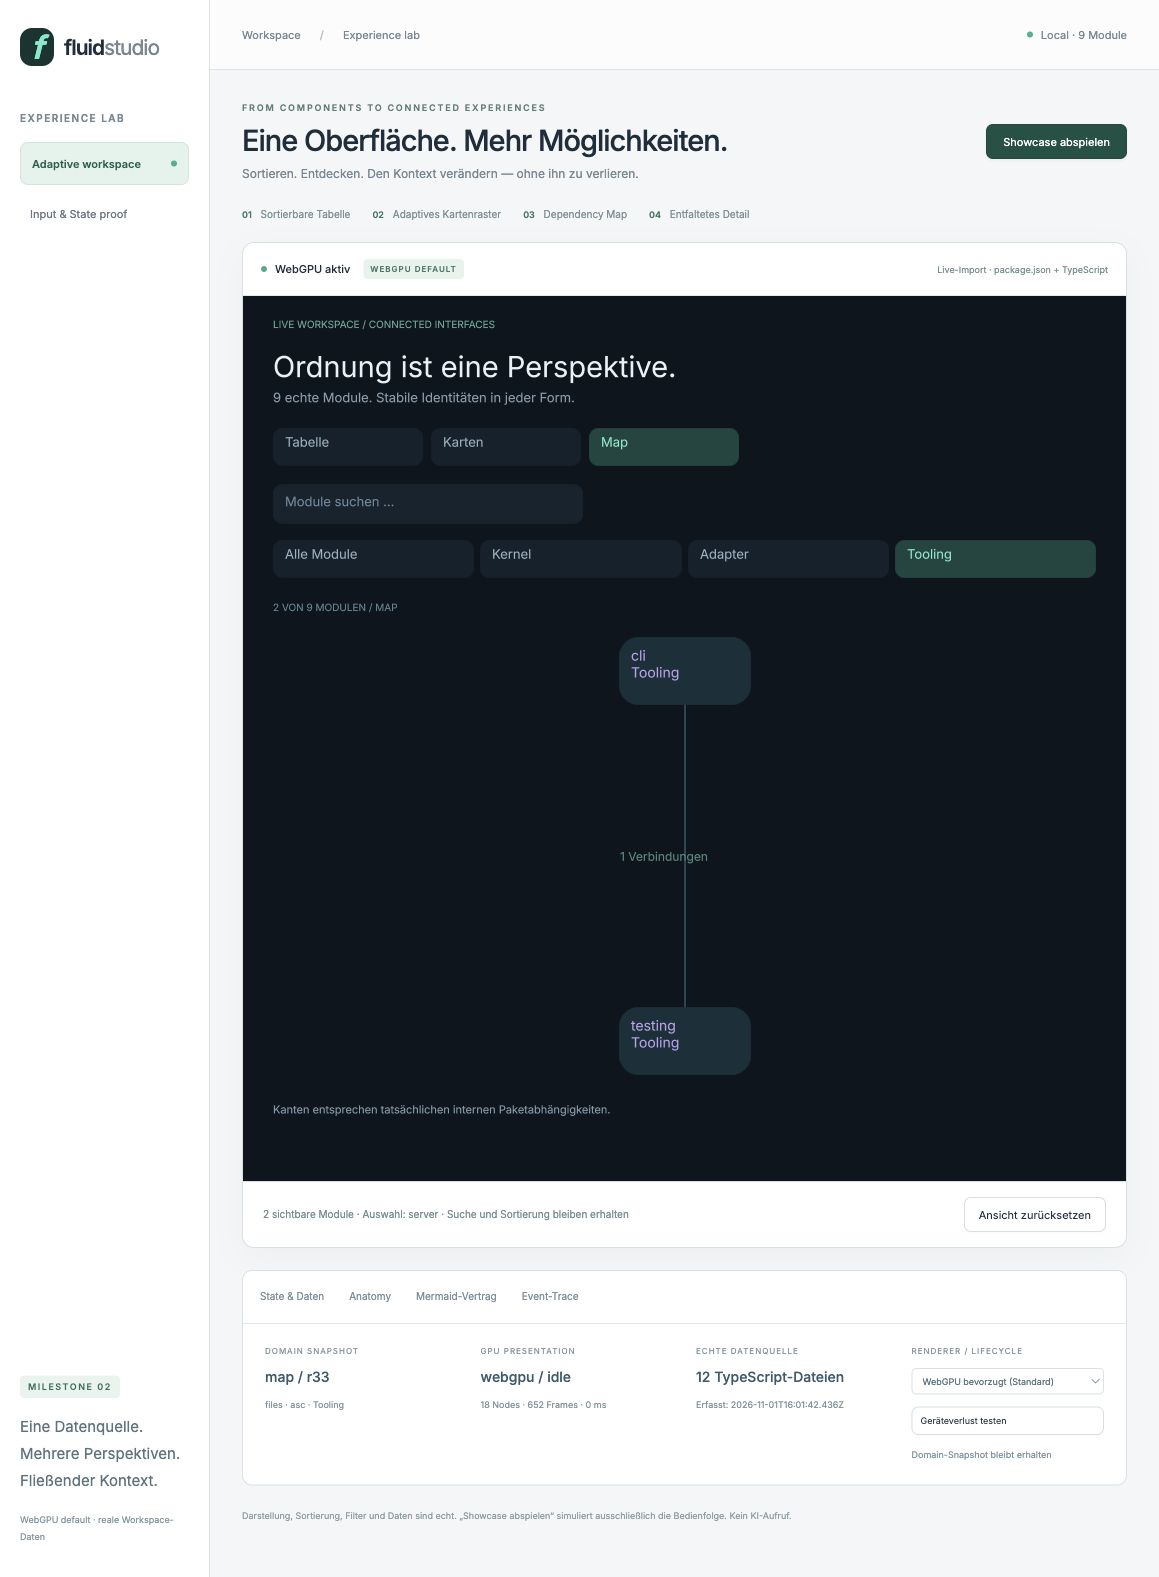 fluidstudio
EXPERIENCE LAB
Adaptive workspace
Input & State proof
Workspace / Experience lab
Local · 9 Module
FROM COMPONENTS TO CONNECTED EXPERIENCES
Eine Oberfläche. Mehr Möglichkeiten.
Sortieren. Entdecken. Den Kontext verändern — ohne ihn zu verlieren.
Showcase abspielen
01 Sortierbare Tabelle 02 Adaptives Kartenraster 03 Dependency Map 04 Entfaltetes Detail
WebGPU aktiv
WEBGPU DEFAULT
Live-Import · package.json + TypeScript
LIVE WORKSPACE / CONNECTED INTERFACES
Ordnung ist eine Perspektive.
9 echte Module. Stabile Identitäten in jeder Form.
Tabelle
Karten
Map
Module suchen ...
Alle Module
Kernel
Adapter
Tooling
2 VON 9 MODULEN / MAP
cli
Tooling
1 Verbindungen
testing
Tooling
Kanten entsprechen tatsächlichen internen Paketabhängigkeiten.
2 sichtbare Module · Auswahl: server · Suche und Sortierung bleiben erhalten
Ansicht zurücksetzen
State & Daten
Anatomy
Mermaid-Vertrag
Event-Trace
DOMAIN SNAPSHOT
map / r33
files · asc · Tooling
GPU PRESENTATION
webgpu / idle
18 Nodes · 652 Frames · 0 ms
ECHTE DATENQUELLE
12 TypeScript-Dateien
Erfasst: 2026-11-01T16:01:42.436Z
RENDERER / LIFECYCLE
WebGPU bevorzugt (Standard)
Geräteverlust testen
Domain-Snapshot bleibt erhalten
MILESTONE 02
Eine Datenquelle.
Mehrere Perspektiven.
Fließender Kontext.
WebGPU default · reale Workspace-
Daten
Darstellung, Sortierung, Filter und Daten sind echt. „Showcase abspielen“ simuliert ausschließlich die Bedienfolge. Kein KI-Aufruf.